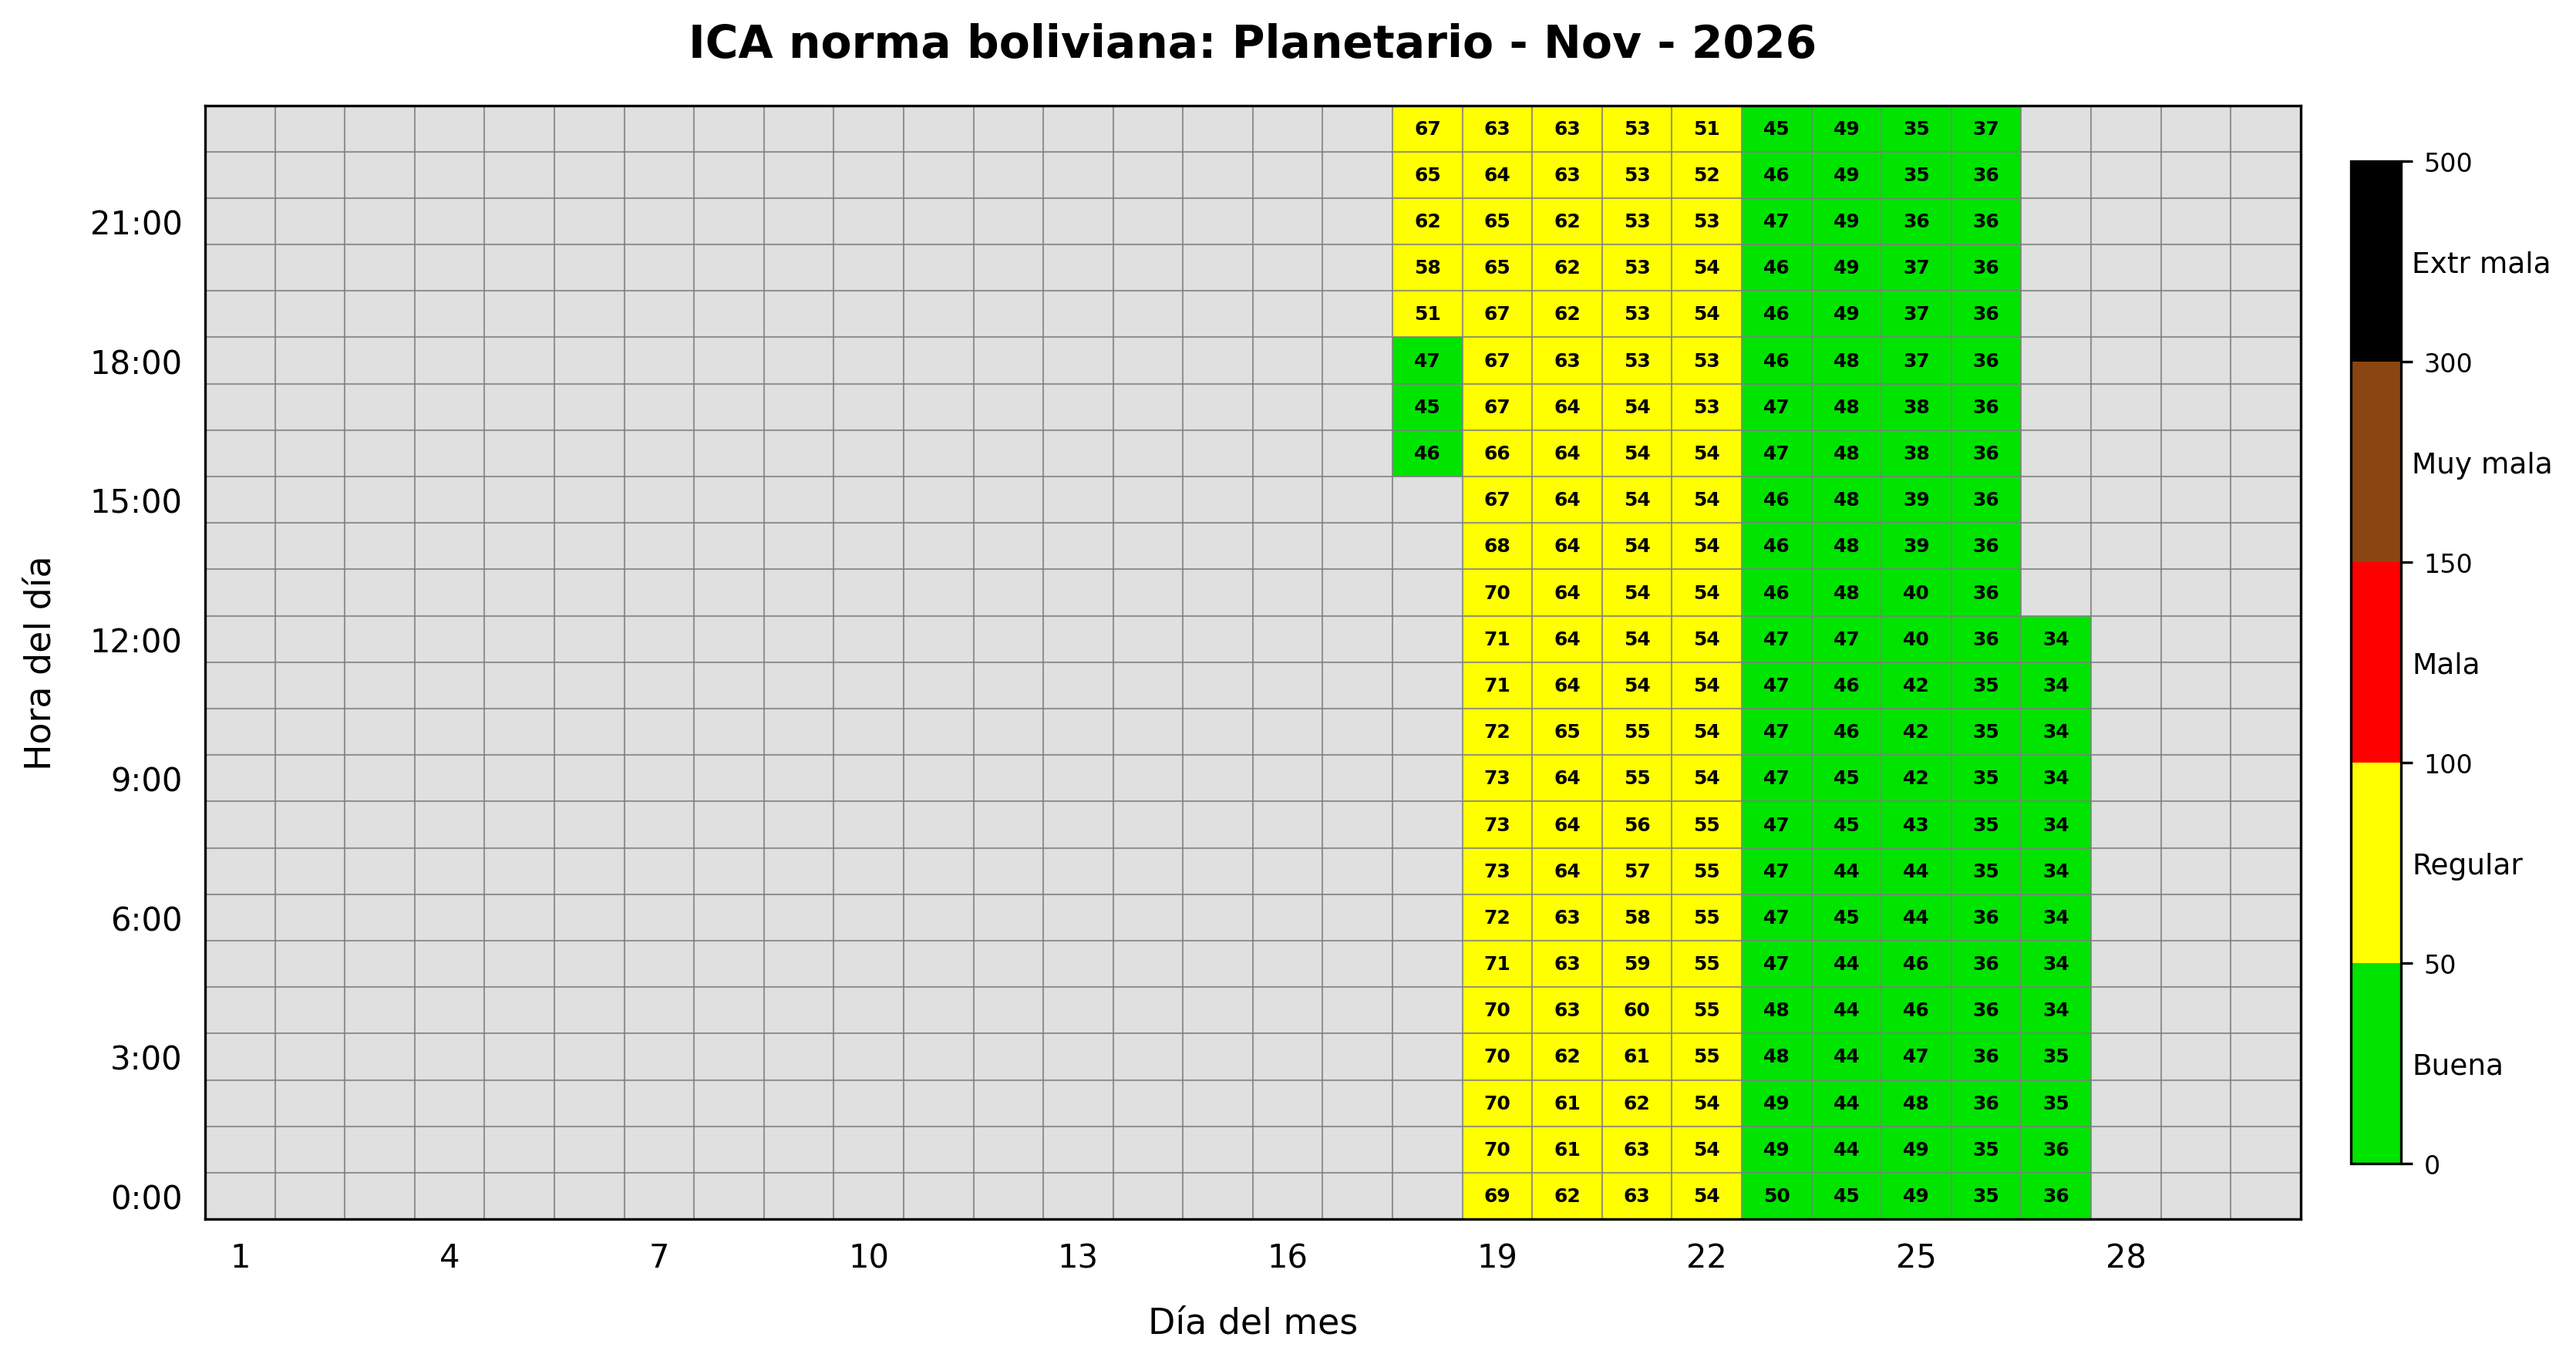 ICA norma boliviana: Planetario - Nov - 2026
67 63 63 53 51 45 49 35 37
65 64 63 53 52 46 49 35 36
21:00 62 65 62 53 53 47 49 36 36
58 65 62 53 54 46 49 37 36
51 67 62 53 54 46 49 37 36
18:00 47 67 63 53 53 46 48 37 36
45 67 64 54 53 47 48 38 36
46 66 64 54 54 47 48 38 36
15:00 67 64 54 54 46 48 39 36
68 64 54 54 46 48 39 36
70 64 54 54 46 48 40 36
12:00 71 64 54 54 47 47 40 36 34
71 64 54 54 47 46 42 35 34
72 65 55 54 47 46 42 35 34
9:00 73 64 55 54 47 45 42 35 34
73 64 56 55 47 45 43 35 34
73 64 57 55 47 44 44 35 34
6:00 72 63 58 55 47 45 44 36 34
71 63 59 55 47 44 46 36 34
70 63 60 55 48 44 46 36 34
3:00 70 62 61 55 48 44 47 36 35
70 61 62 54 49 44 48 36 35
70 61 63 54 49 44 49 35 36
0:00 69 62 63 54 50 45 49 35 36
1 4 7 10 13 16 19 22 25 28
Día del mes
Hora del día
500
Extr mala
300
Muy mala
150
Mala
100
Regular
50
Buena
0